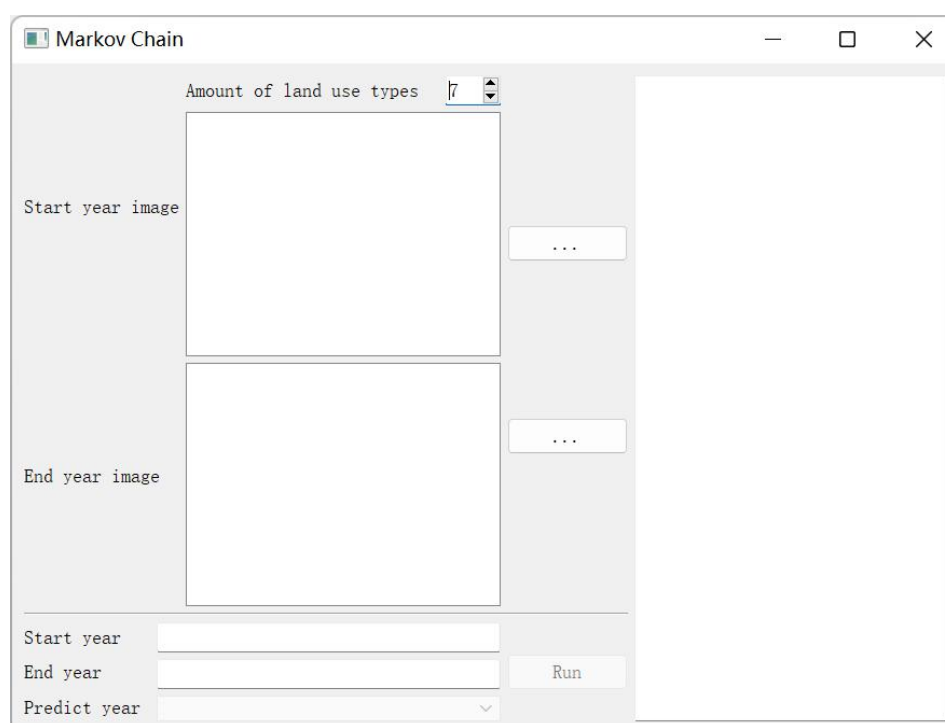 Markov Chain
Amount of land use types 7
Start year image
...
...
End year image
Start year
End year
Run
Predict year